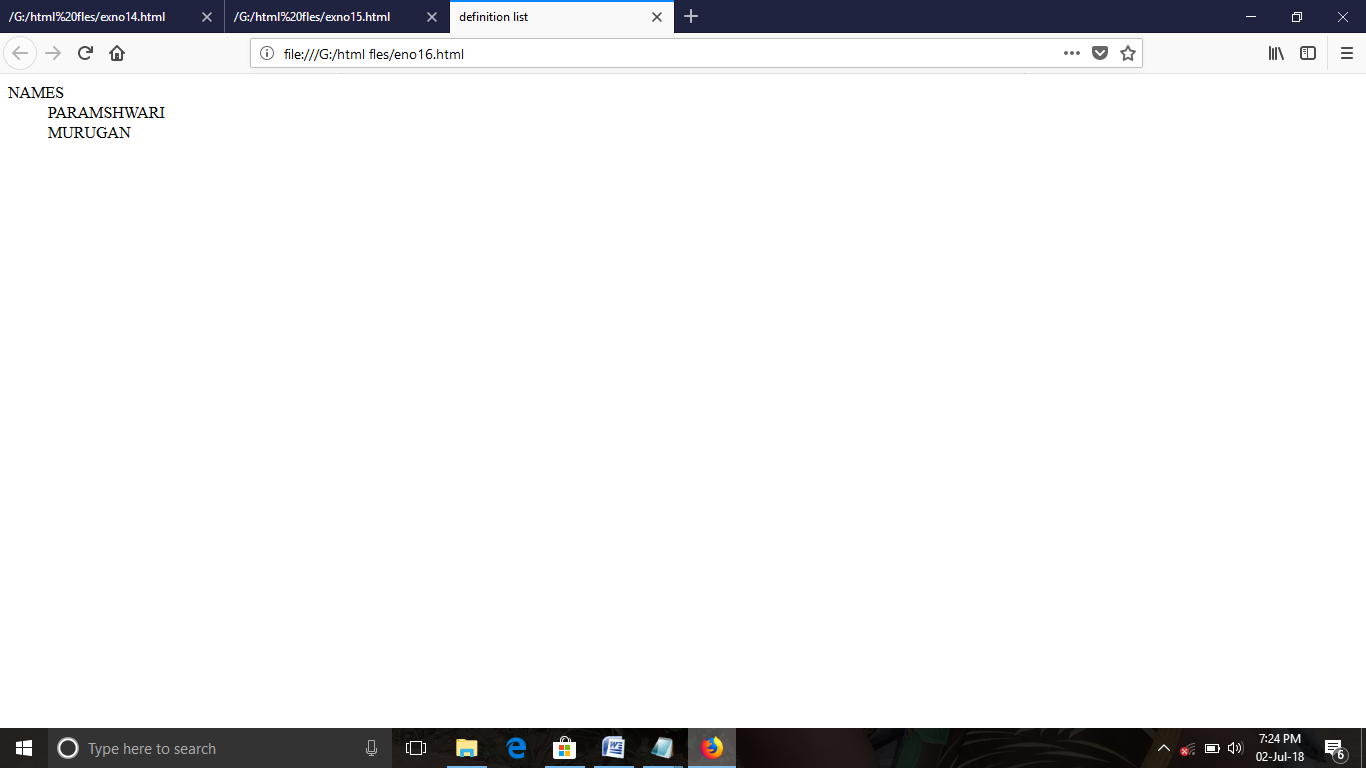 /G:/html%20fles/exno14.html
/G:/html%20fles/exno15.html
definition list
file:///G:/html fles/eno16.html
NAMES
PARAMSHWARI
MURUGAN
Type here to search
7:24 PM
02-Jul-18
6